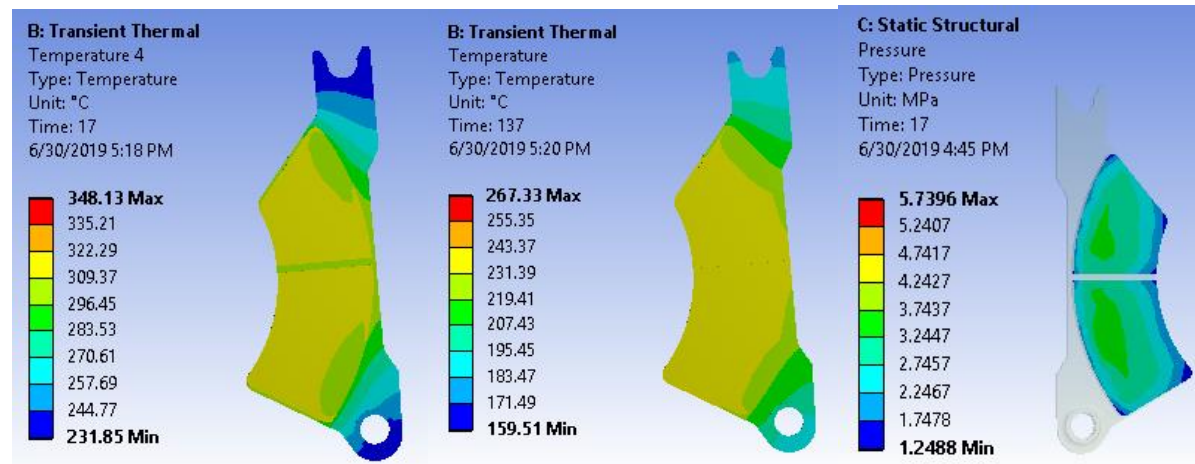 B: Transient Thermal
Temperature 4
Type: Temperature
Unit: °C
Time: 17
6/30/2019 5:18 PM
348.13 Max
335.21
322.29
309.37
296.45
283.53
270.61
257.69
244.77
231.85 Min
B: Transient Thermal
Temperature
Type: Temperature
Unit: °C
Time: 137
6/30/2019 5:20 PM
267.33 Max
255.35
243.37
231.39
219.41
207.43
195.45
183.47
171.49
159.51 Min
C: Static Structural
Pressure
Type: Pressure
Unit: MPa
Time: 17
6/30/2019 4:45 PM
5.7396 Max
5.2407
4.7417
4.2427
3.7437
3.2447
2.7457
2.2467
1.7478
1.2488 Min